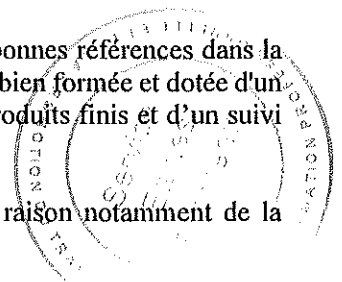 bonnes références dans la
bien formée et dotée d'un
produits finis et d'un suivi
raison notamment de la